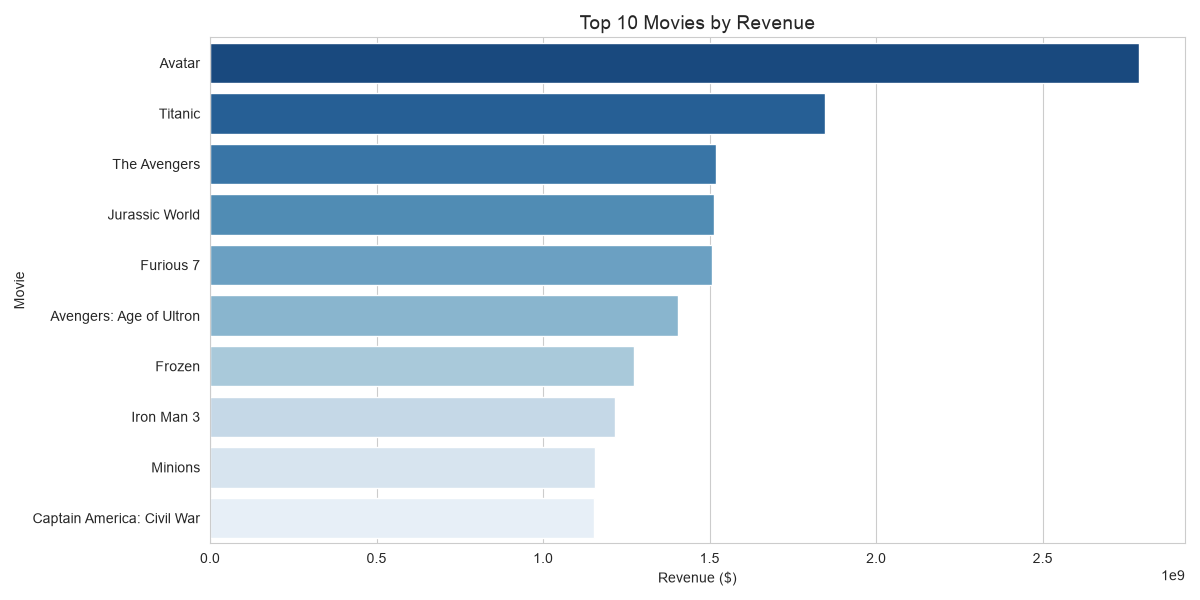 Top 10 Movies by Revenue
Avatar
Titanic
The Avengers
Jurassic World
Furious 7
Avengers: Age of Ultron
Frozen
Iron Man 3
Minions
Captain America: Civil War
Movie
0.0 0.5 1.0 1.5 2.0 2.5
Revenue ($)
1e9